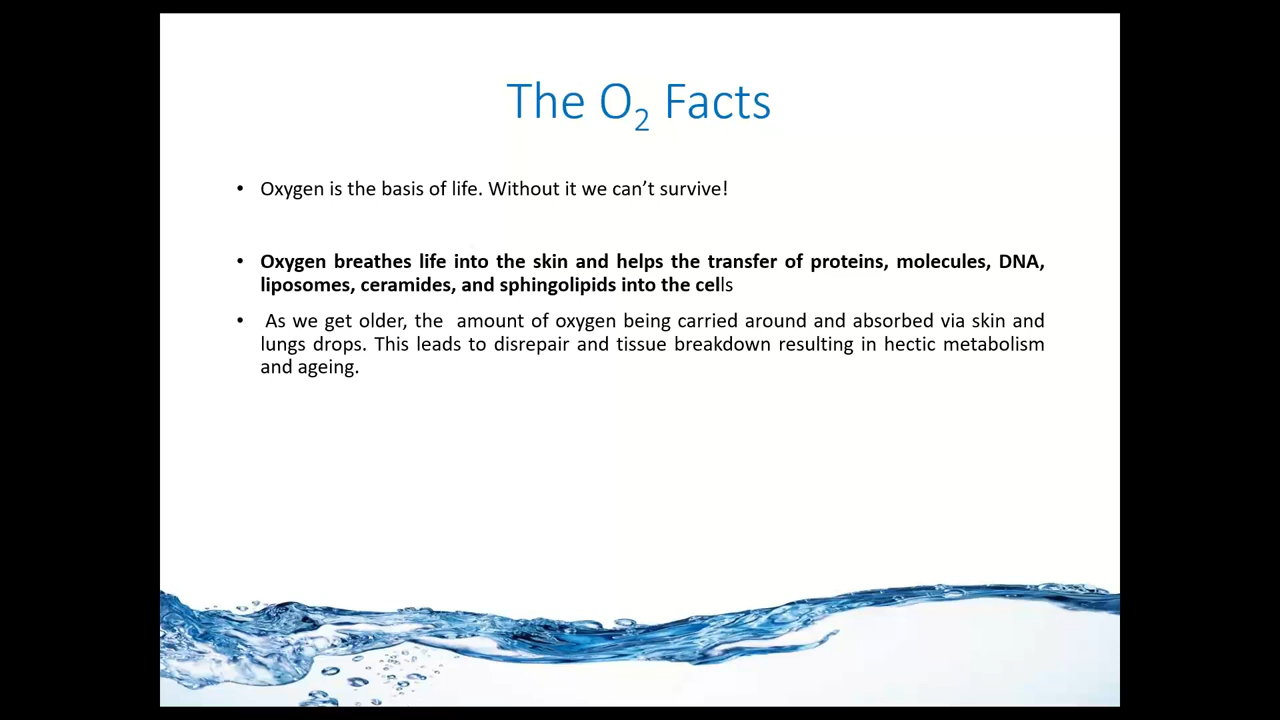 The O₂ Facts
• Oxygen is the basis of life. Without it we can’t survive!
• Oxygen breathes life into the skin and helps the transfer of proteins, molecules, DNA,
liposomes, ceramides, and sphingolipids into the cells
• As we get older, the amount of oxygen being carried around and absorbed via skin and
lungs drops. This leads to disrepair and tissue breakdown resulting in hectic metabolism
and ageing.